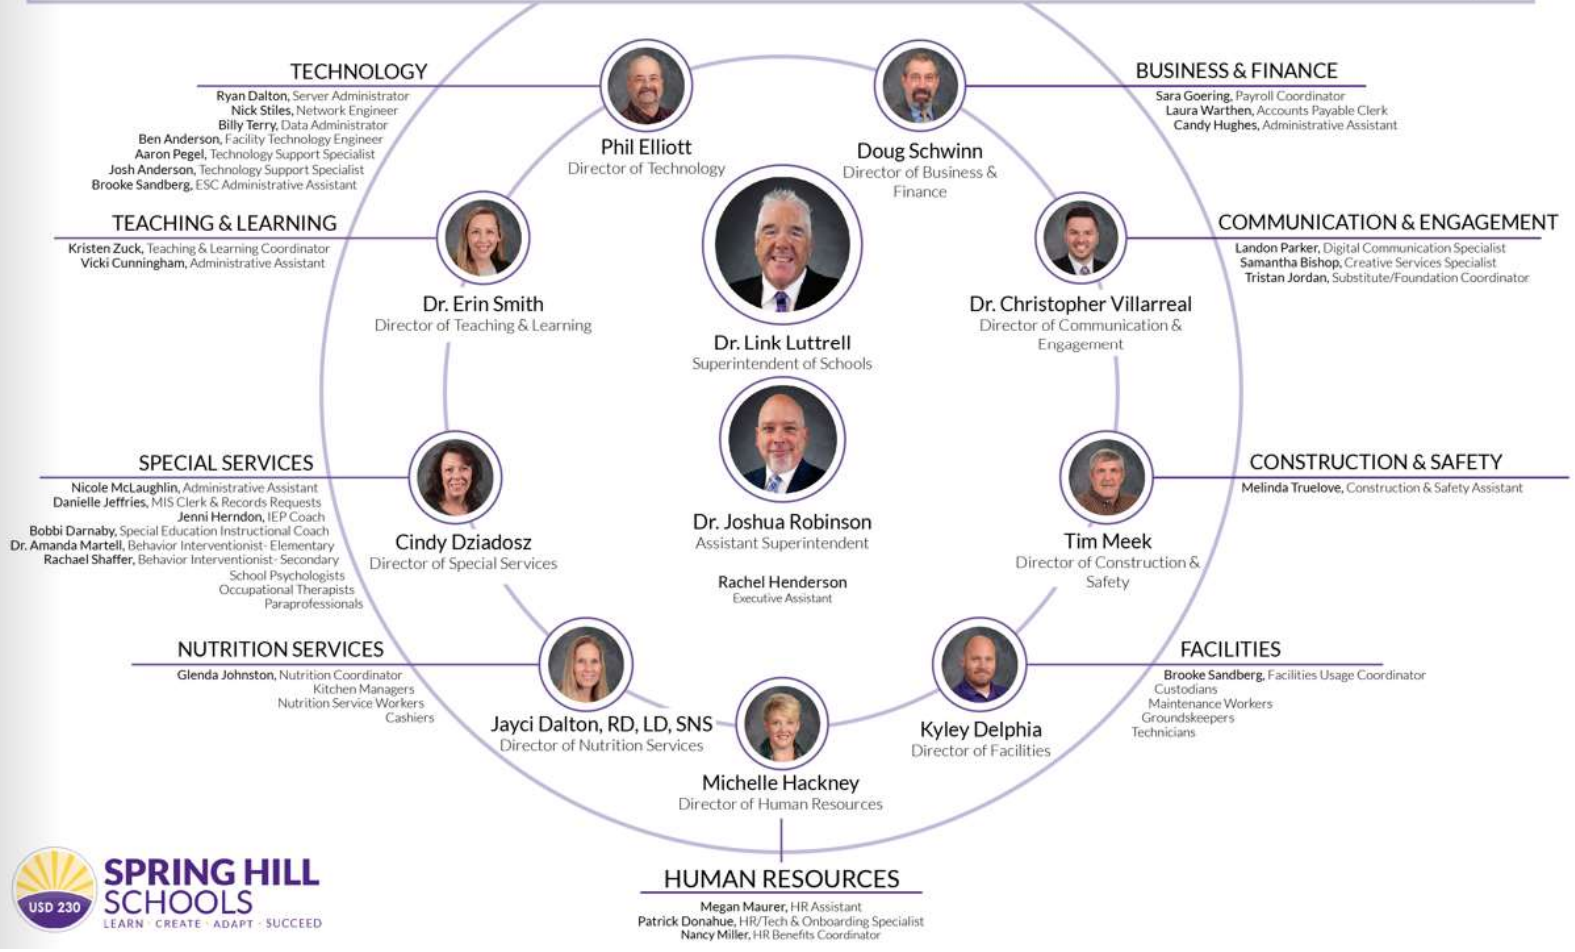 TECHNOLOGY
Ryan Dalton, Server Administrator
Nick Stiles, Network Engineer
Billy Terry, Data Administrator
Ben Anderson, Facility Technology Engineer
Aaron Pegel, Technology Support Specialist
Josh Anderson, Technology Support Specialist
Brooke Sandberg, ESC Administrative Assistant
Phil Elliott
Director of Technology
Doug Schwinn
Director of Business &
Finance
BUSINESS & FINANCE
Sara Goering, Payroll Coordinator
Laura Warthen, Accounts Payable Clerk
Candy Hughes, Administrative Assistant
TEACHING & LEARNING
Kristen Zuck, Teaching & Learning Coordinator
Vicki Cunningham, Administrative Assistant
Dr. Erin Smith
Director of Teaching & Learning
Dr. Link Luttrell
Superintendent of Schools
Dr. Christopher Villarreal
Director of Communication &
Engagement
COMMUNICATION & ENGAGEMENT
Landon Parker, Digital Communication Specialist
Samantha Bishop, Creative Services Specialist
Tristan Jordan, Substitute/Foundation Coordinator
SPECIAL SERVICES
Nicole McLaughlin, Administrative Assistant
Danielle Jeffries, MIS Clerk & Records Requests
Jenni Herndon, IEP Coach
Bobbi Darnaby, Special Education Instructional Coach
Dr. Amanda Martell, Behavior Interventionist- Elementary
Rachael Shaffer, Behavior Interventionist- Secondary
School Psychologists
Occupational Therapists
Paraprofessionals
Cindy Dziadosz
Director of Special Services
Dr. Joshua Robinson
Assistant Superintendent
Rachel Henderson
Executive Assistant
Tim Meek
Director of Construction &
Safety
CONSTRUCTION & SAFETY
Melinda Truelove, Construction & Safety Assistant
NUTRITION SERVICES
Glenda Johnston, Nutrition Coordinator
Kitchen Managers
Nutrition Service Workers
Cashiers
Jayci Dalton, RD, LD, SNS
Director of Nutrition Services
Michelle Hackney
Director of Human Resources
Kyley Delphia
Director of Facilities
FACILITIES
Brooke Sandberg, Facilities Usage Coordinator
Custodians
Maintenance Workers
Groundskeepers
Technicians
HUMAN RESOURCES
Megan Maurer, HR Assistant
Patrick Donahue, HR/Tech & Onboarding Specialist
Nancy Miller, HR Benefits Coordinator
USD 230
SPRING HILL
SCHOOLS
LEARN · CREATE · ADAPT · SUCCEED